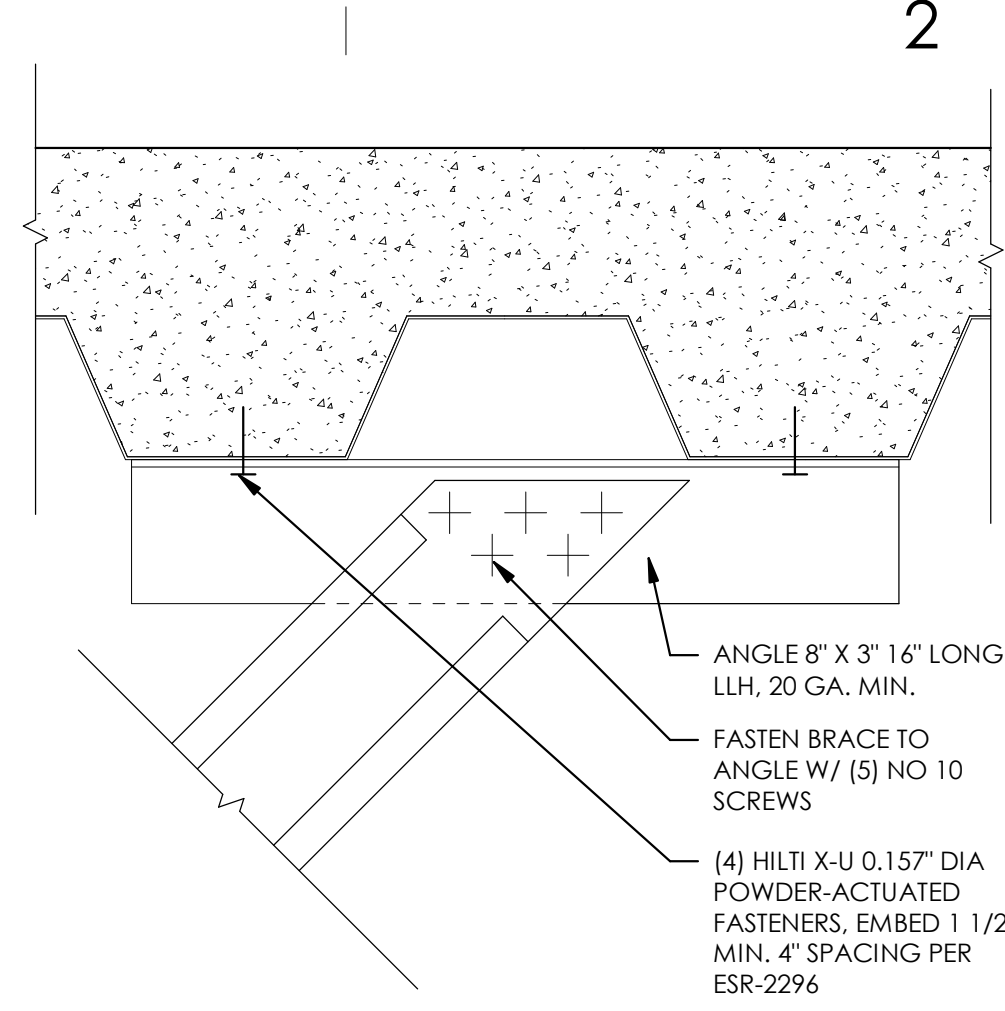 2
ANGLE 8" X 3" 16" LONG
LLH, 20 GA. MIN.
FASTEN BRACE TO
ANGLE W/ (5) NO 10
SCREWS
(4) HILTI X-U 0.157" DIA
POWDER-ACTUATED
FASTENERS, EMBED 1 1/2
MIN. 4" SPACING PER
ESR-2296